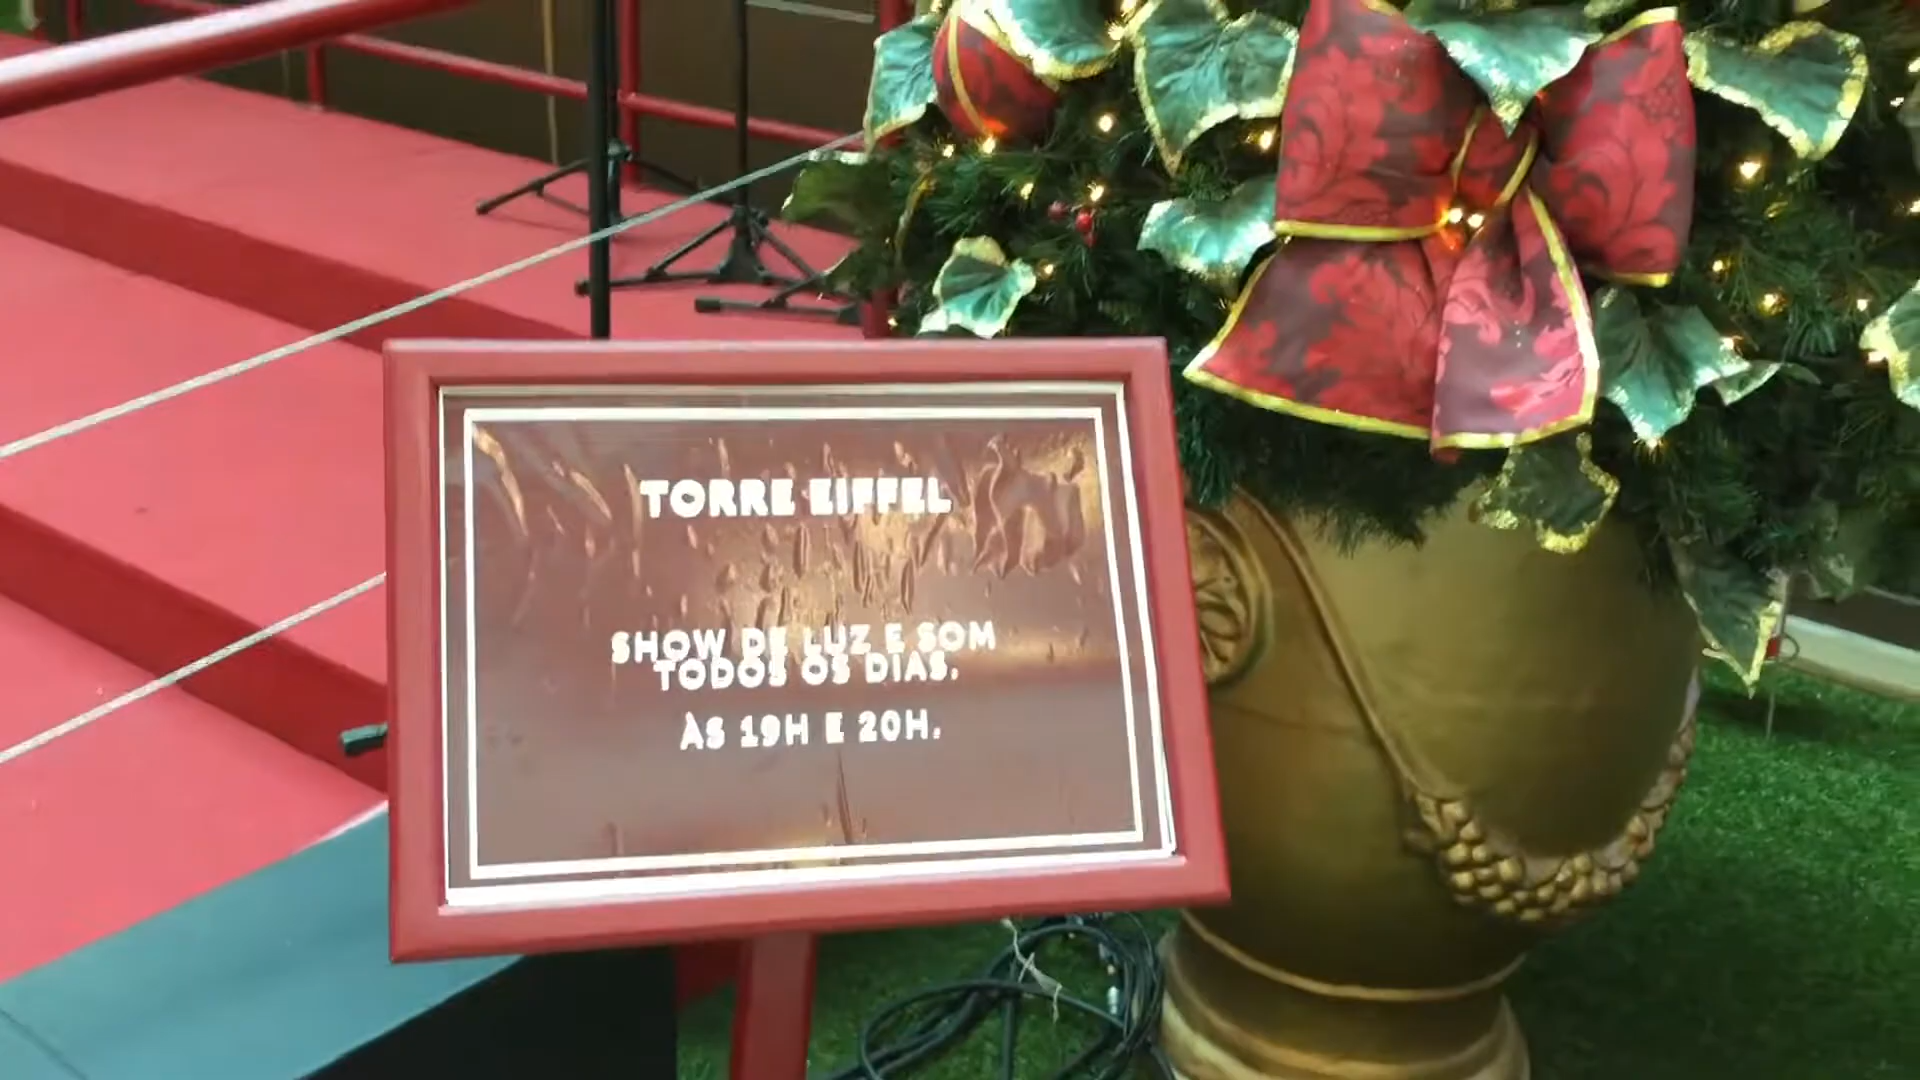 TORRE EIFFEL
SHOW DE LUZ E SOM
TODOS OS DIAS.
ÀS 19H E 20H.